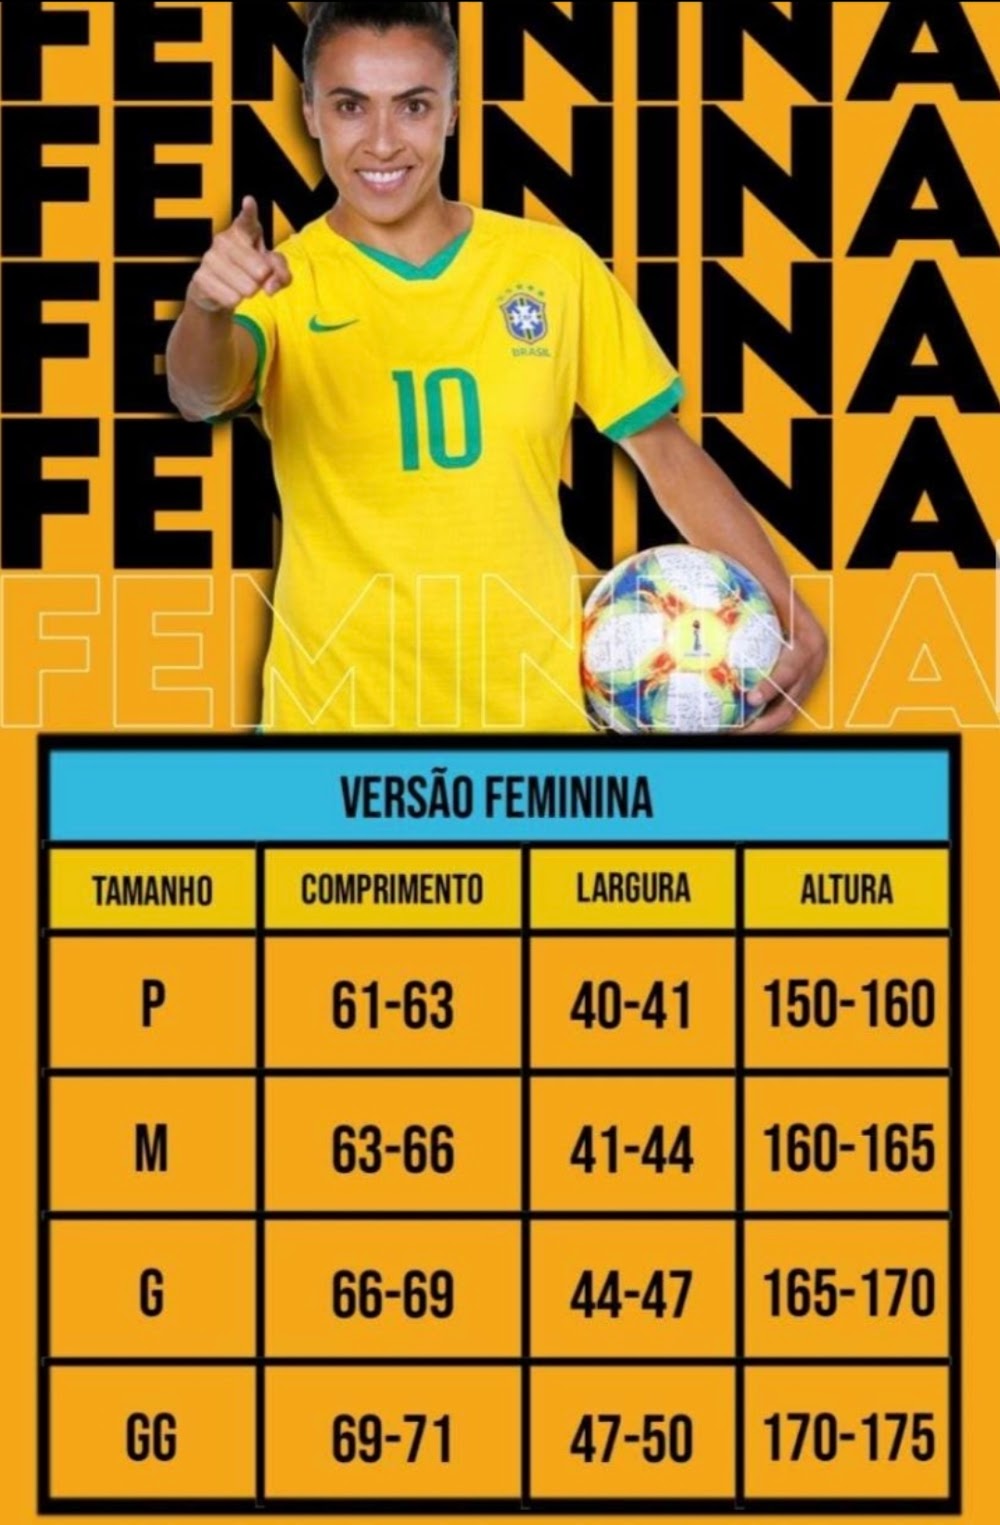 FEMININA
FEMININA
FEMININA
FEMININA
FEMININA
BRASIL
10
VERSÃO FEMININA
TAMANHO COMPRIMENTO LARGURA ALTURA
P 61-63 40-41 150-160
M 63-66 41-44 160-165
G 66-69 44-47 165-170
GG 69-71 47-50 170-175